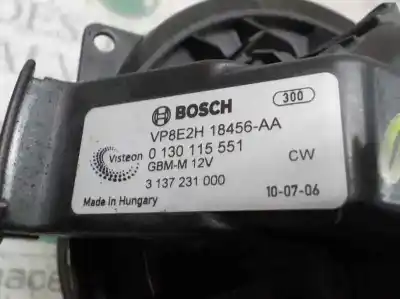 BOSCH
300
VP8E2H 18456-AA
Visteon
0 130 115 551
GBM-M 12V
CW
3 137 231 000
Made in Hungary
10-07-06